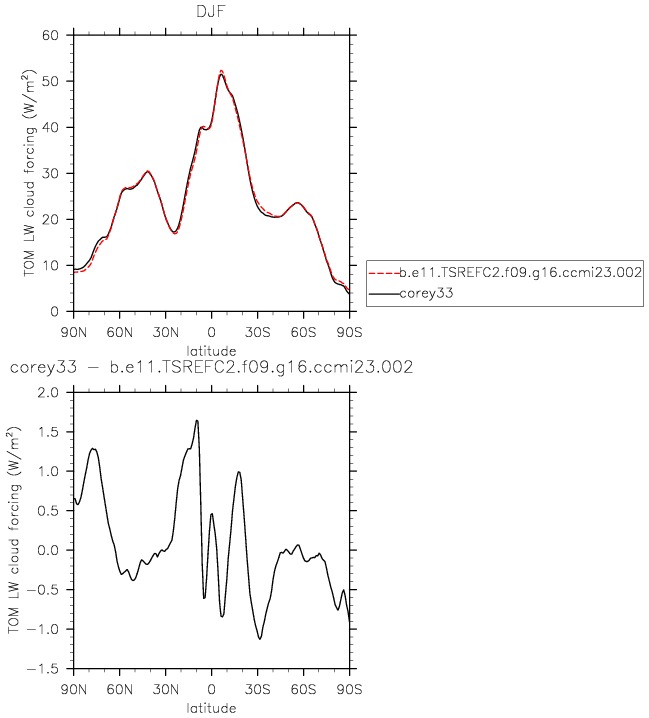 DJF
TOM LW cloud forcing (W/m²)
60
50
40
30
20
10
0
90N 60N 30N 0 30S 60S 90S
latitude
b.e11.TSREFC2.f09.g16.ccmi23.002
corey33
corey33 − b.e11.TSREFC2.f09.g16.ccmi23.002
TOM LW cloud forcing (W/m²)
2.0
1.5
1.0
0.5
0.0
−0.5
−1.0
−1.5
90N 60N 30N 0 30S 60S 90S
latitude